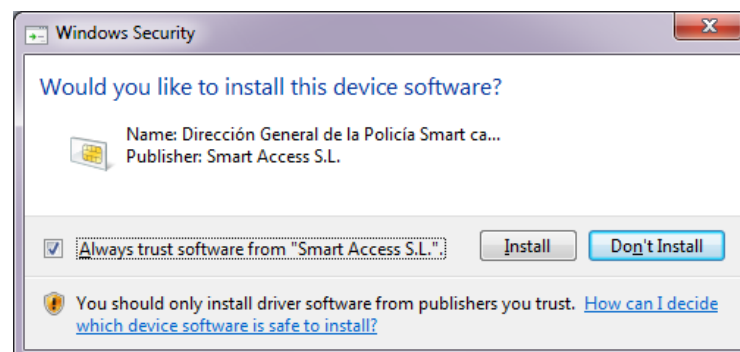 Windows Security
Would you like to install this device software?
Name: Dirección General de la Policía Smart ca...
Publisher: Smart Access S.L.
Always trust software from "Smart Access S.L.".
Install
Don't Install
You should only install driver software from publishers you trust. How can I decide
which device software is safe to install?